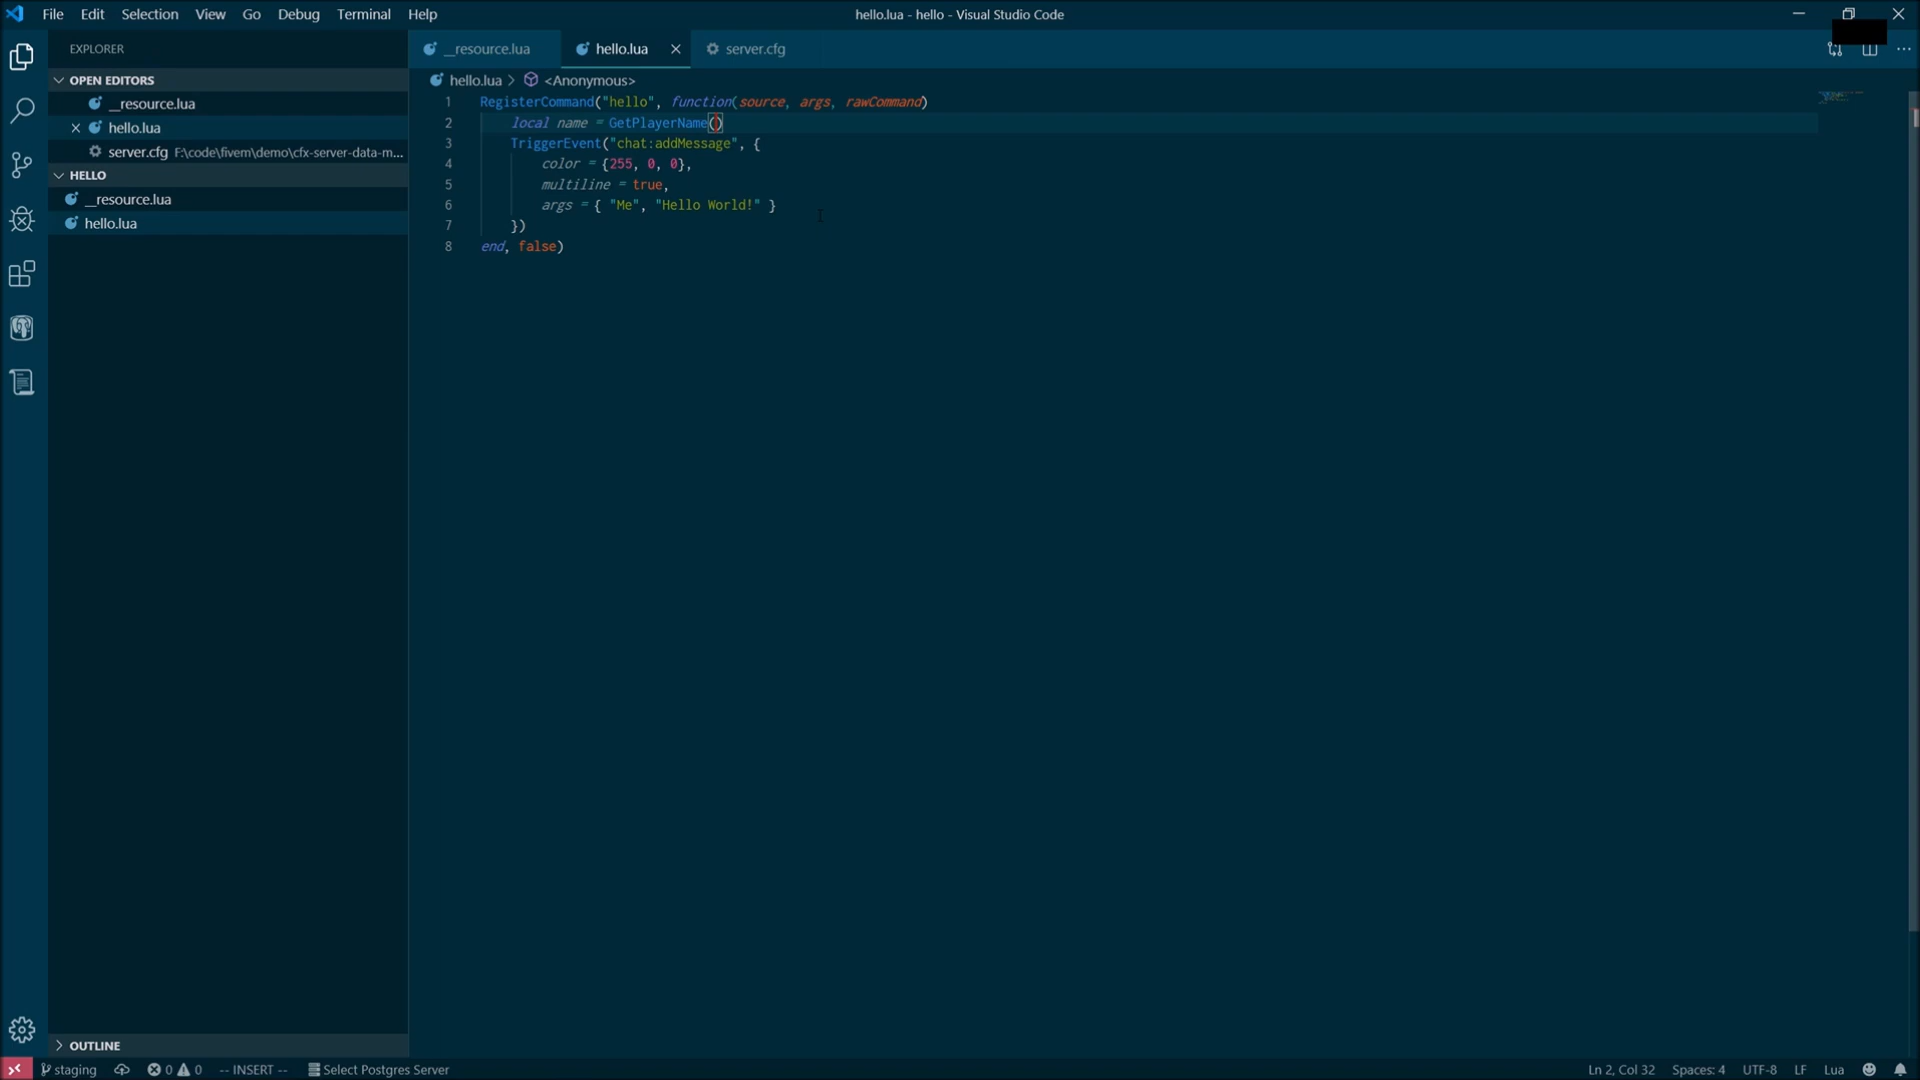 File Edit Selection View Go Debug Terminal Help
hello.lua - hello - Visual Studio Code
EXPLORER
OPEN EDITORS
__resource.lua
hello.lua
server.cfg F:\code\fivem\demo\cfx-server-data-m...
HELLO
__resource.lua
hello.lua
OUTLINE
__resource.lua hello.lua server.cfg
hello.lua > <Anonymous>
1 RegisterCommand("hello", function(source, args, rawCommand)
2 local name = GetPlayerName()
3 TriggerEvent("chat:addMessage", {
4 color = {255, 0, 0},
5 multiline = true,
6 args = { "Me", "Hello World!" }
7 })
8 end, false)
staging 0 0 -- INSERT -- Select Postgres Server
Ln 2, Col 32 Spaces: 4 UTF-8 LF Lua